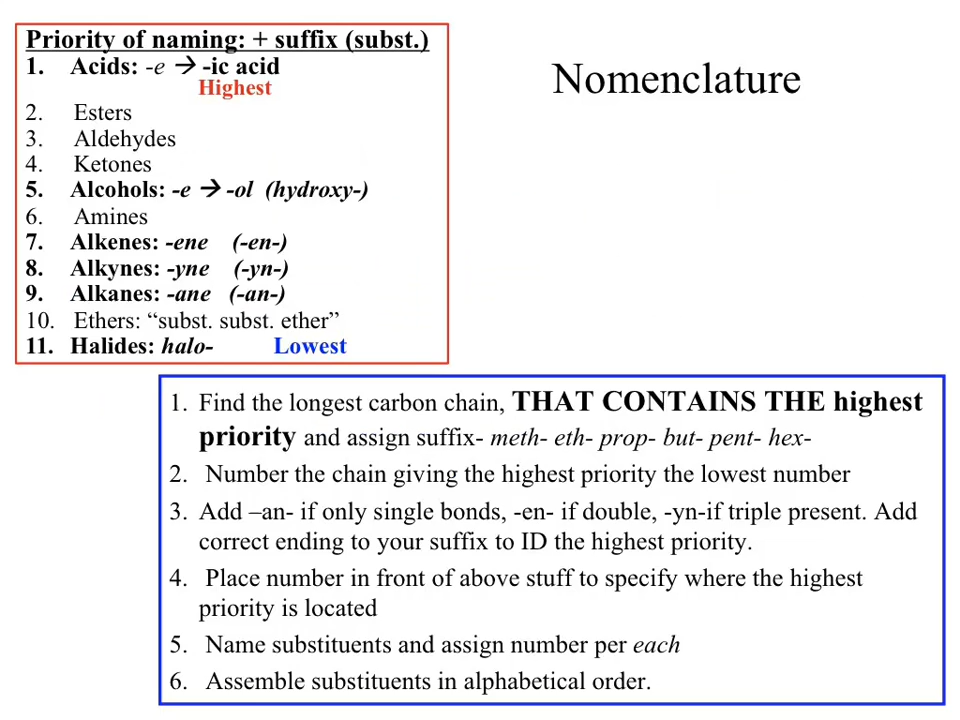 Priority of naming: + suffix (subst.)
1. Acids: -e → -ic acid
Highest
2. Esters
3. Aldehydes
4. Ketones
5. Alcohols: -e → -ol (hydroxy-)
6. Amines
7. Alkenes: -ene (-en-)
8. Alkynes: -yne (-yn-)
9. Alkanes: -ane (-an-)
10. Ethers: “subst. subst. ether”
11. Halides: halo- Lowest
Nomenclature
1. Find the longest carbon chain, THAT CONTAINS THE highest
priority and assign suffix- meth- eth- prop- but- pent- hex-
2. Number the chain giving the highest priority the lowest number
3. Add –an- if only single bonds, -en- if double, -yn-if triple present. Add
correct ending to your suffix to ID the highest priority.
4. Place number in front of above stuff to specify where the highest
priority is located
5. Name substituents and assign number per each
6. Assemble substituents in alphabetical order.